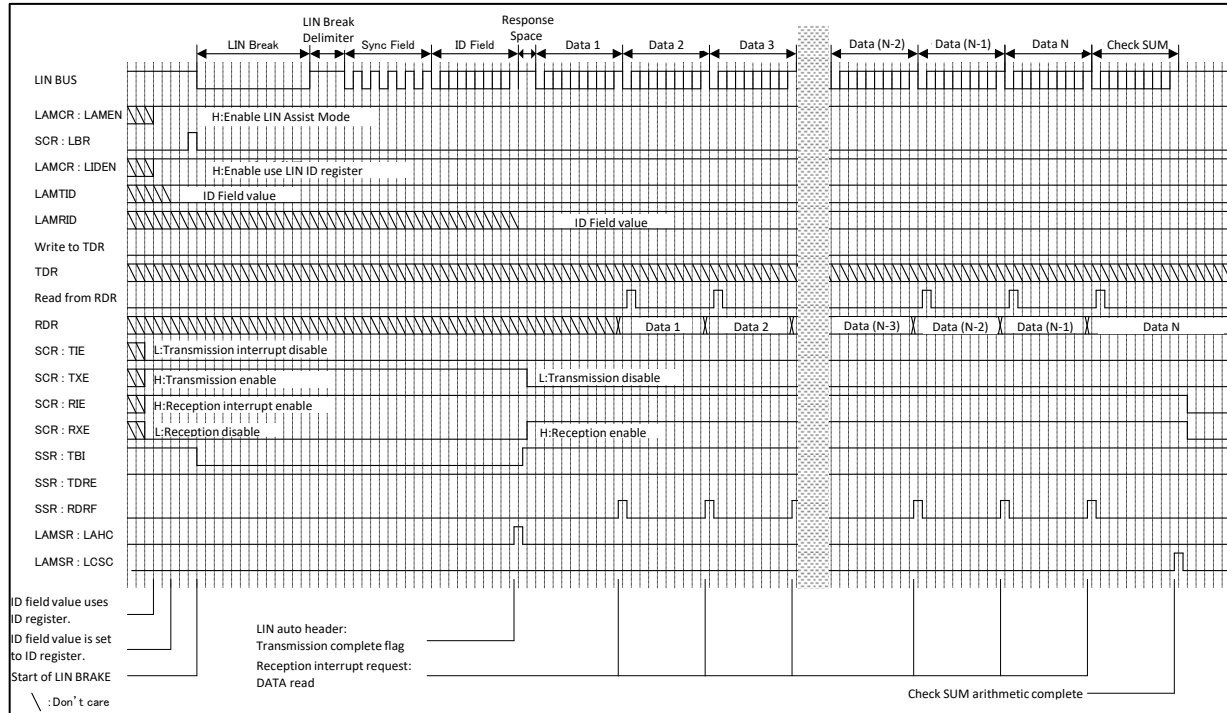 LIN Break
LIN Break
Delimiter
Sync Field
ID Field
Response
Space
Data 1
Data 2
Data 3
Data (N-2)
Data (N-1)
Data N
Check SUM
LIN BUS
LAMCR : LAMEN
H:Enable LIN Assist Mode
SCR : LBR
LAMCR : LIDEN
H:Enable use LIN ID register
LAMTID
ID Field value
LAMRID
ID Field value
Write to TDR
TDR
Read from RDR
RDR
Data 1
Data 2
Data (N-3)
Data (N-2)
Data (N-1)
Data N
SCR : TIE
L:Transmission interrupt disable
SCR : TXE
H:Transmission enable
L:Transmission disable
SCR : RIE
H:Reception interrupt enable
SCR : RXE
L:Reception disable
H:Reception enable
SSR : TBI
SSR : TDRE
SSR : RDRF
LAMSR : LAHC
LAMSR : LCSC
ID field value uses
ID register.
ID field value is set
to ID register.
Start of LIN BRAKE
\ :Don't care
LIN auto header:
Transmission complete flag
Reception interrupt request:
DATA read
Check SUM arithmetic complete